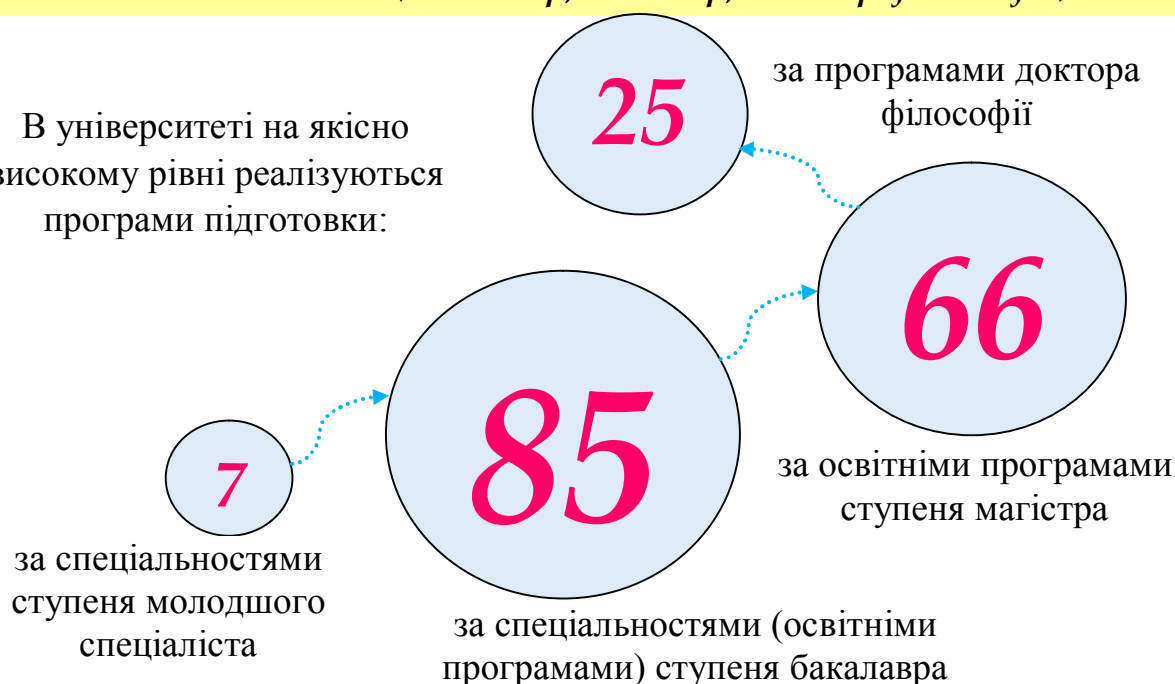 В університеті на якісно
високому рівні реалізуються
програми підготовки:
25
за програмами доктора
філософії
66
за освітніми програмами
ступеня магістра
85
за спеціальностями (освітніми
програмами) ступеня бакалавра
7
за спеціальностями
ступеня молодшого
спеціаліста